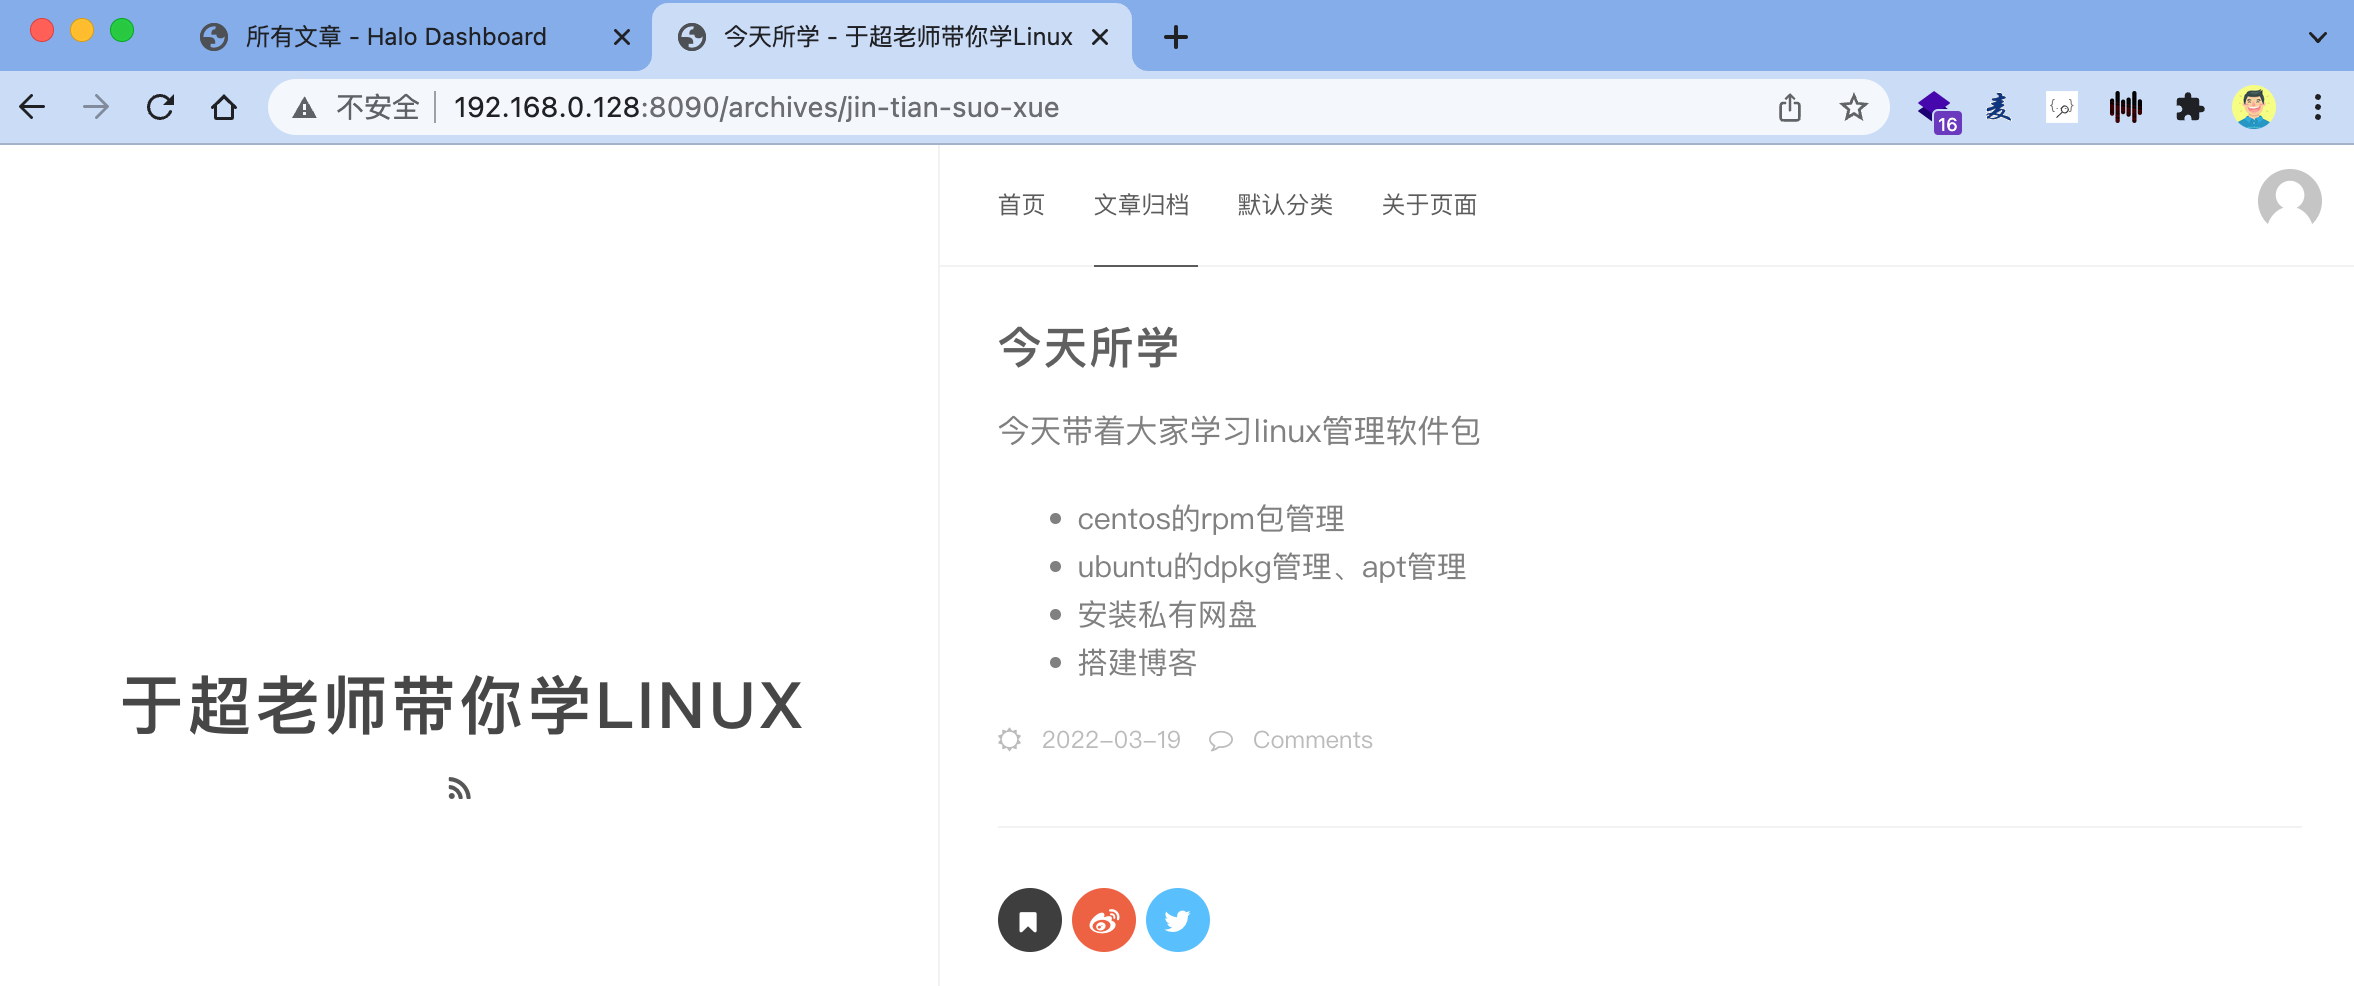 所有文章 - Halo Dashboard
今天所学 - 于超老师带你学Linux
不安全
192.168.0.128:8090/archives/jin-tian-suo-xue
16
首页 文章归档 默认分类 关于页面
今天所学
今天带着大家学习linux管理软件包
centos的rpm包管理
ubuntu的dpkg管理、apt管理
安装私有网盘
搭建博客
2022-03-19 Comments
于超老师带你学LINUX